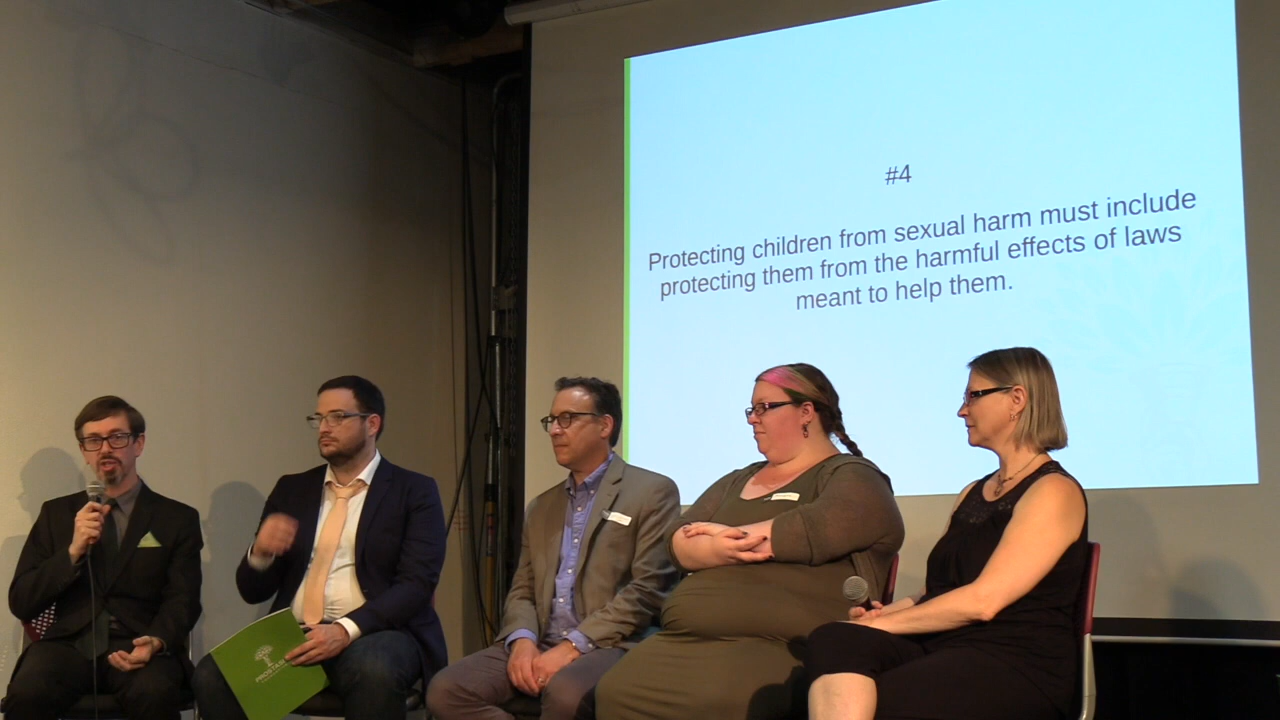 #4
Protecting children from sexual harm must include
protecting them from the harmful effects of laws
meant to help them.
PROSTASIA